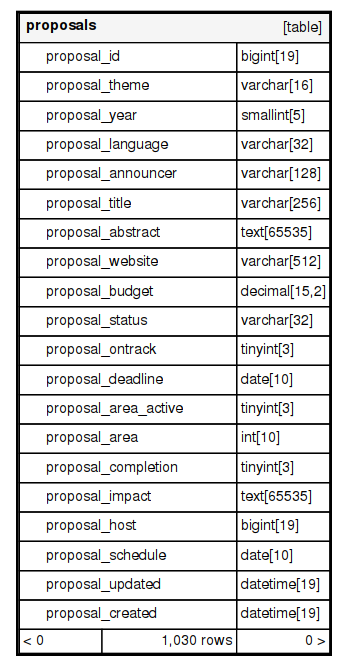 proposals [table]
proposal_id bigint[19]
proposal_theme varchar[16]
proposal_year smallint[5]
proposal_language varchar[32]
proposal_announcer varchar[128]
proposal_title varchar[256]
proposal_abstract text[65535]
proposal_website varchar[512]
proposal_budget decimal[15,2]
proposal_status varchar[32]
proposal_ontrack tinyint[3]
proposal_deadline date[10]
proposal_area_active tinyint[3]
proposal_area int[10]
proposal_completion tinyint[3]
proposal_impact text[65535]
proposal_host bigint[19]
proposal_schedule date[10]
proposal_updated datetime[19]
proposal_created datetime[19]
< 0 1,030 rows 0 >